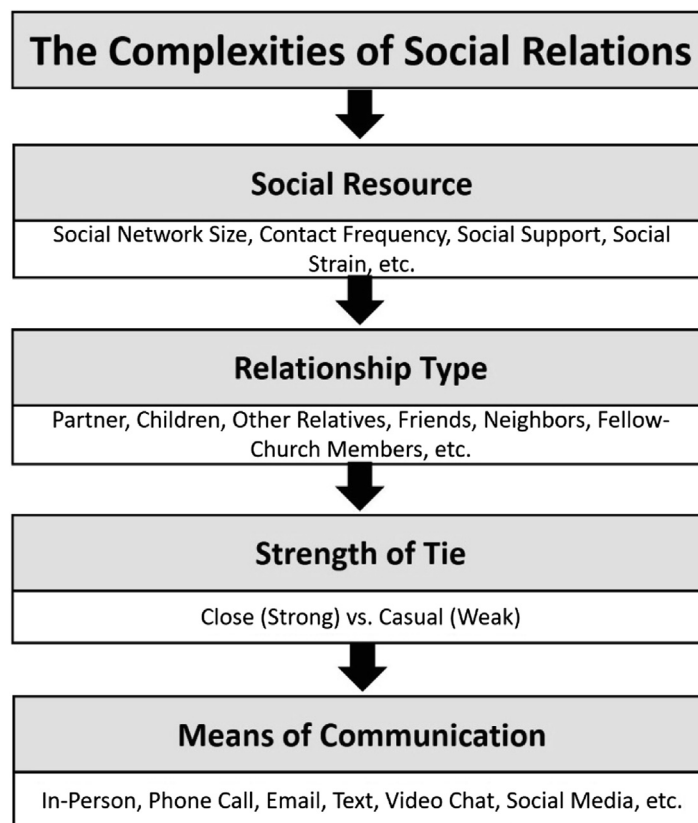 The Complexities of Social Relations
Social Resource
Social Network Size, Contact Frequency, Social Support, Social
Strain, etc.
Relationship Type
Partner, Children, Other Relatives, Friends, Neighbors, Fellow-
Church Members, etc.
Strength of Tie
Close (Strong) vs. Casual (Weak)
Means of Communication
In-Person, Phone Call, Email, Text, Video Chat, Social Media, etc.